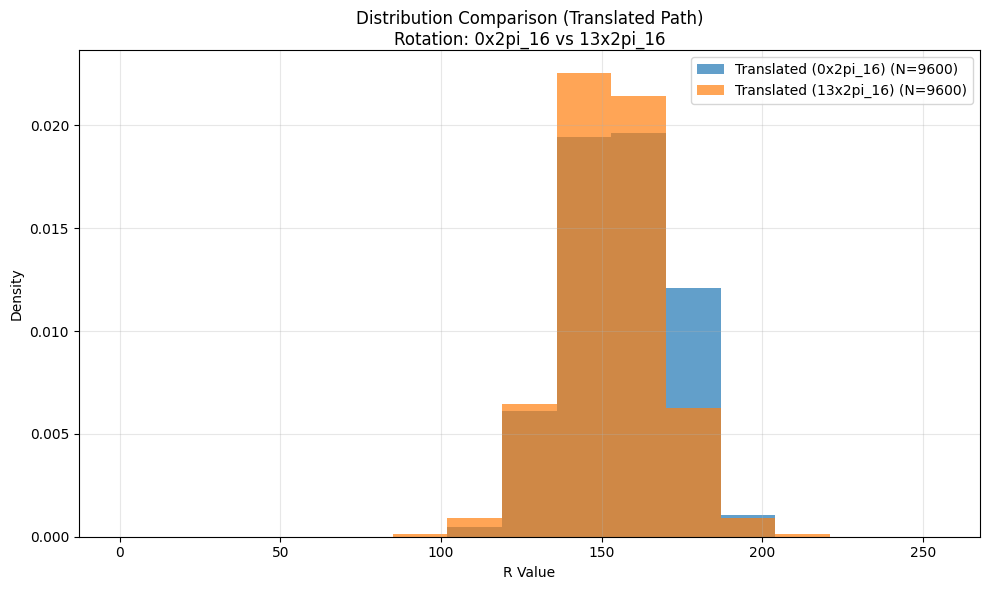 Distribution Comparison (Translated Path)
Rotation: 0x2pi_16 vs 13x2pi_16
Translated (0x2pi_16) (N=9600)
Translated (13x2pi_16) (N=9600)
Density
0.020
0.015
0.010
0.005
0.000
0 50 100 150 200 250
R Value